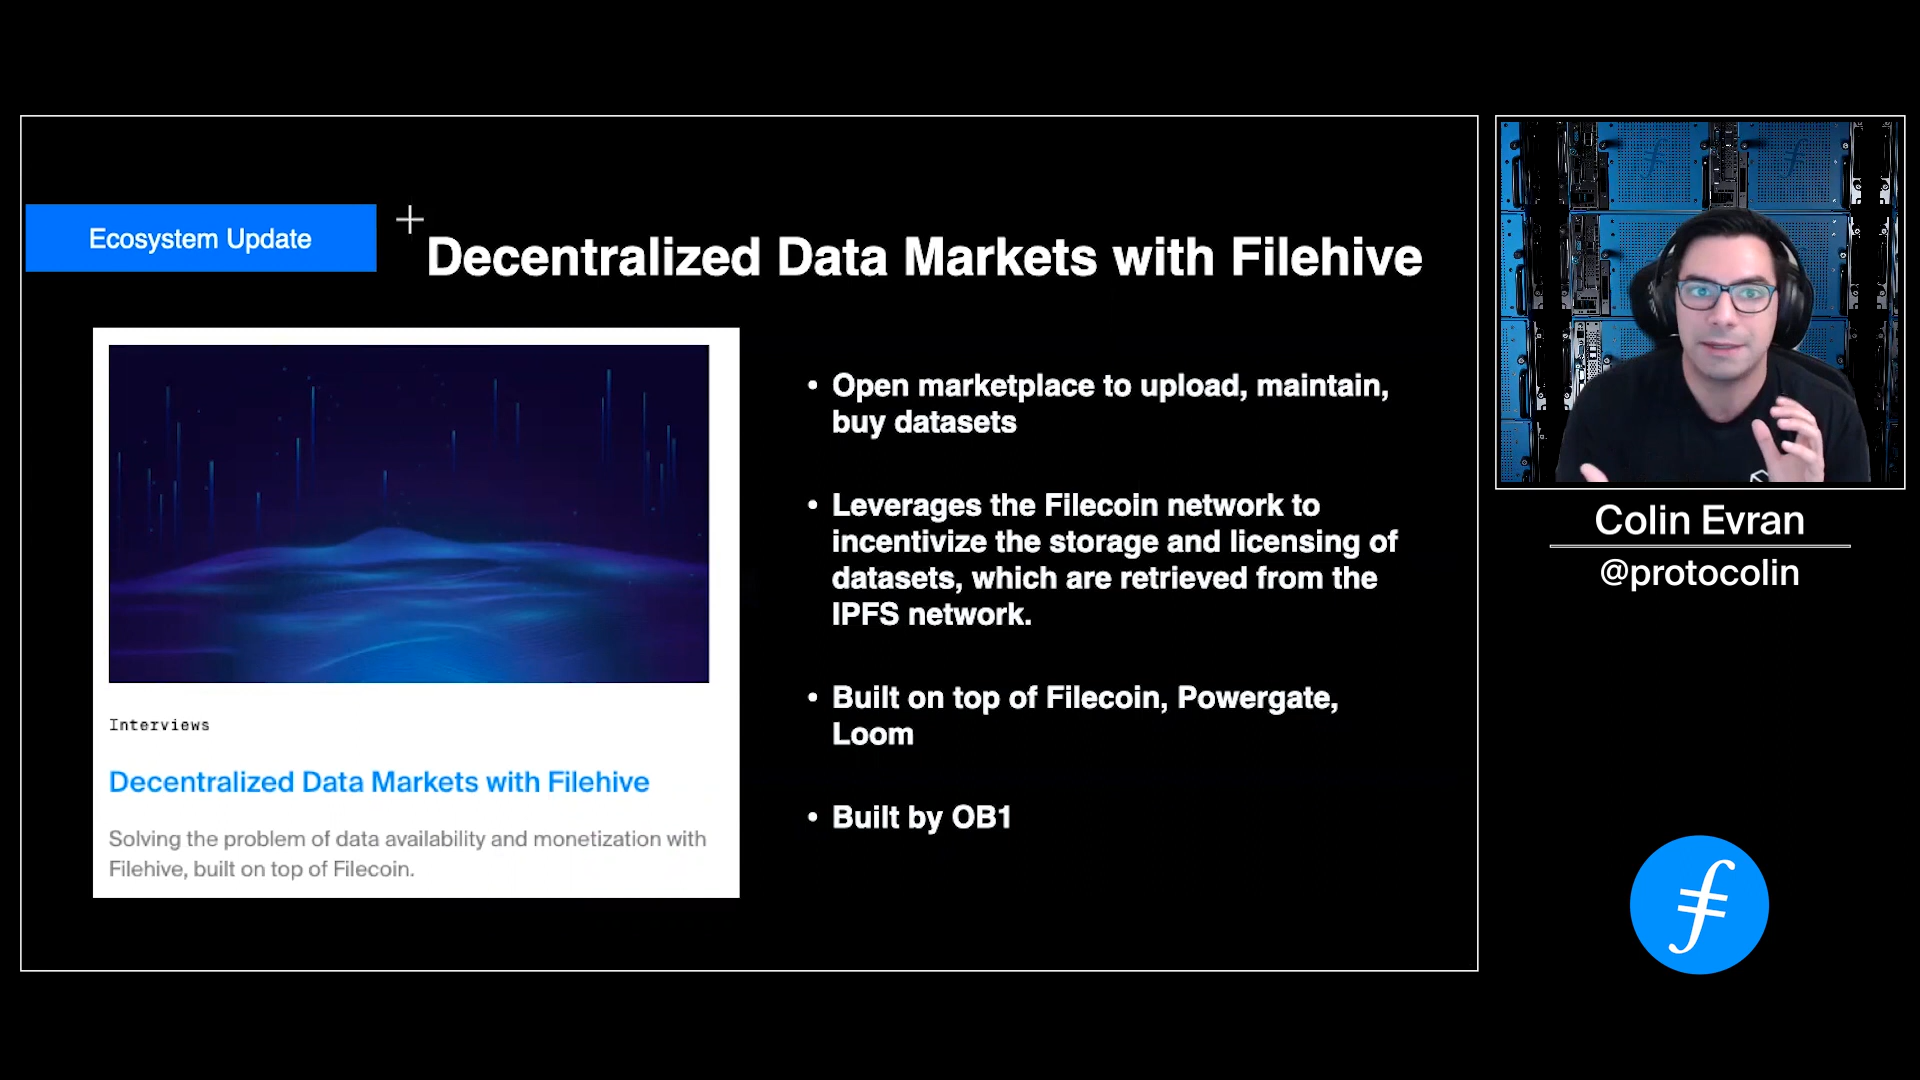 Ecosystem Update
Decentralized Data Markets with Filehive
Interviews
Decentralized Data Markets with Filehive
Solving the problem of data availability and monetization with
Filehive, built on top of Filecoin.
• Open marketplace to upload, maintain,
buy datasets
• Leverages the Filecoin network to
incentivize the storage and licensing of
datasets, which are retrieved from the
IPFS network.
• Built on top of Filecoin, Powergate,
Loom
• Built by OB1
Colin Evran
@protocolin